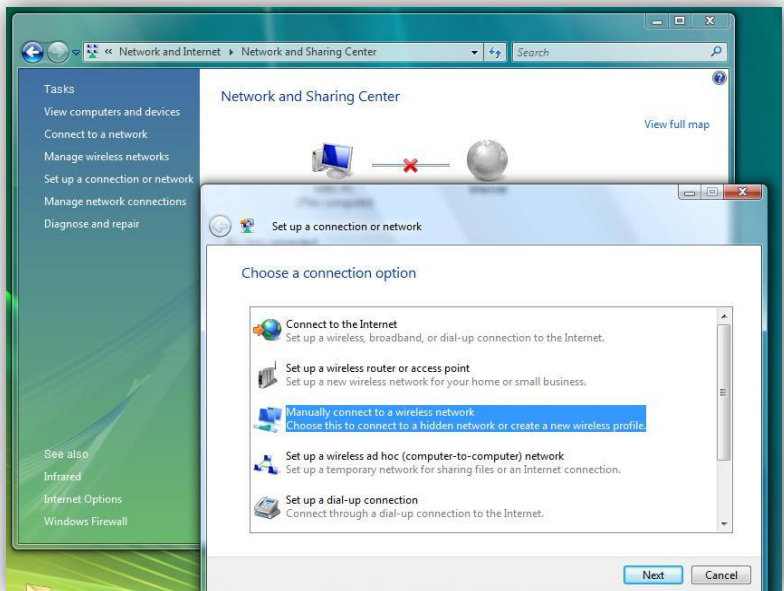 « Network and Internet ▸ Network and Sharing Center
Search
Tasks
View computers and devices
Connect to a network
Manage wireless networks
Set up a connection or network
Manage network connections
Diagnose and repair
See also
Infrared
Internet Options
Windows Firewall
Network and Sharing Center
View full map
(This computer)
Internet
Set up a connection or network
Choose a connection option
Connect to the Internet
Set up a wireless, broadband, or dial-up connection to the Internet.
Set up a wireless router or access point
Set up a new wireless network for your home or small business.
Manually connect to a wireless network
Choose this to connect to a hidden network or create a new wireless profile.
Set up a wireless ad hoc (computer-to-computer) network
Set up a temporary network for sharing files or an Internet connection.
Set up a dial-up connection
Connect through a dial-up connection to the Internet.
Next
Cancel